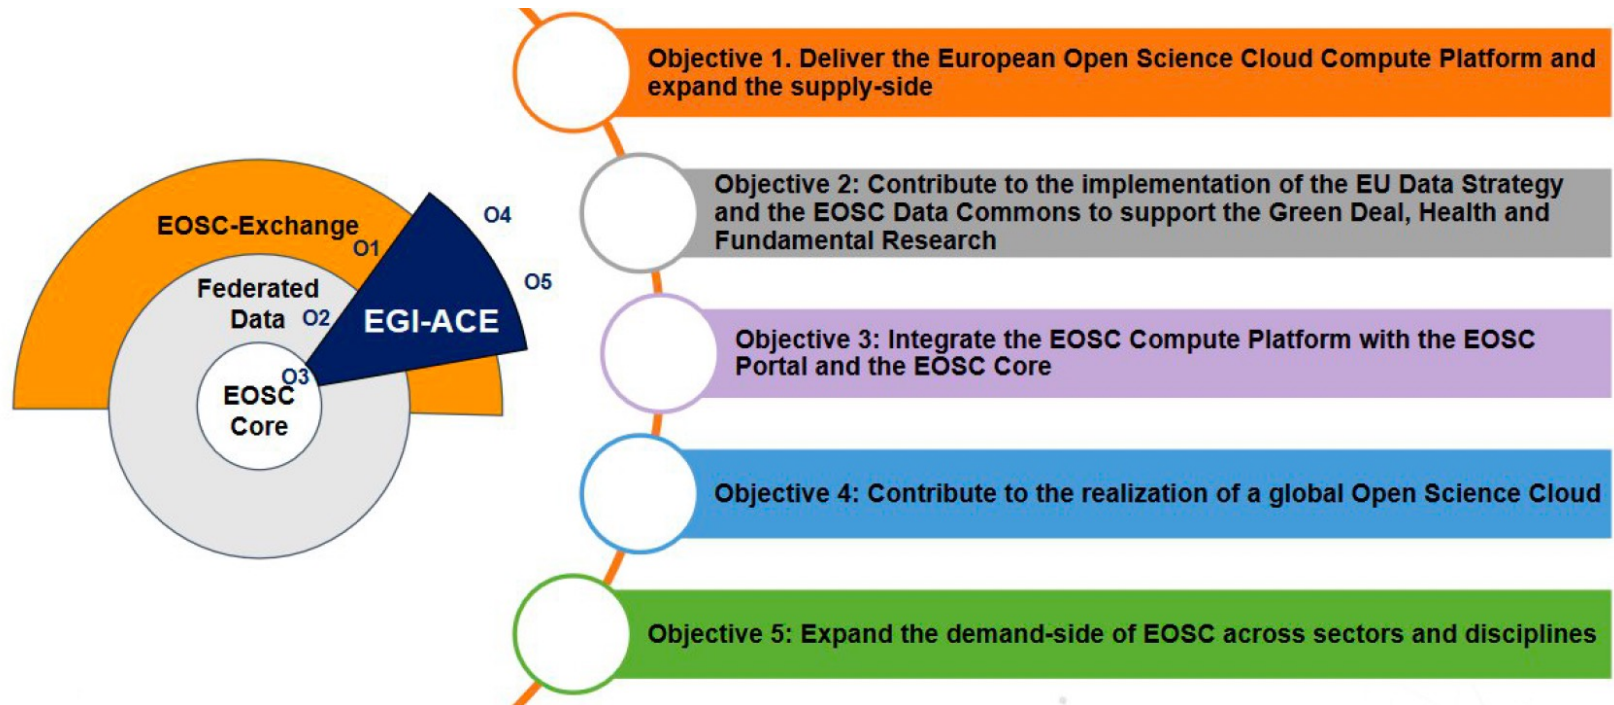 EOSC-Exchange
O1
O4
O5
Federated
Data
O2
EGI-ACE
O3
EOSC
Core
Objective 1. Deliver the European Open Science Cloud Compute Platform and
expand the supply-side
Objective 2: Contribute to the implementation of the EU Data Strategy
and the EOSC Data Commons to support the Green Deal, Health and
Fundamental Research
Objective 3: Integrate the EOSC Compute Platform with the EOSC
Portal and the EOSC Core
Objective 4: Contribute to the realization of a global Open Science Cloud
Objective 5: Expand the demand-side of EOSC across sectors and disciplines